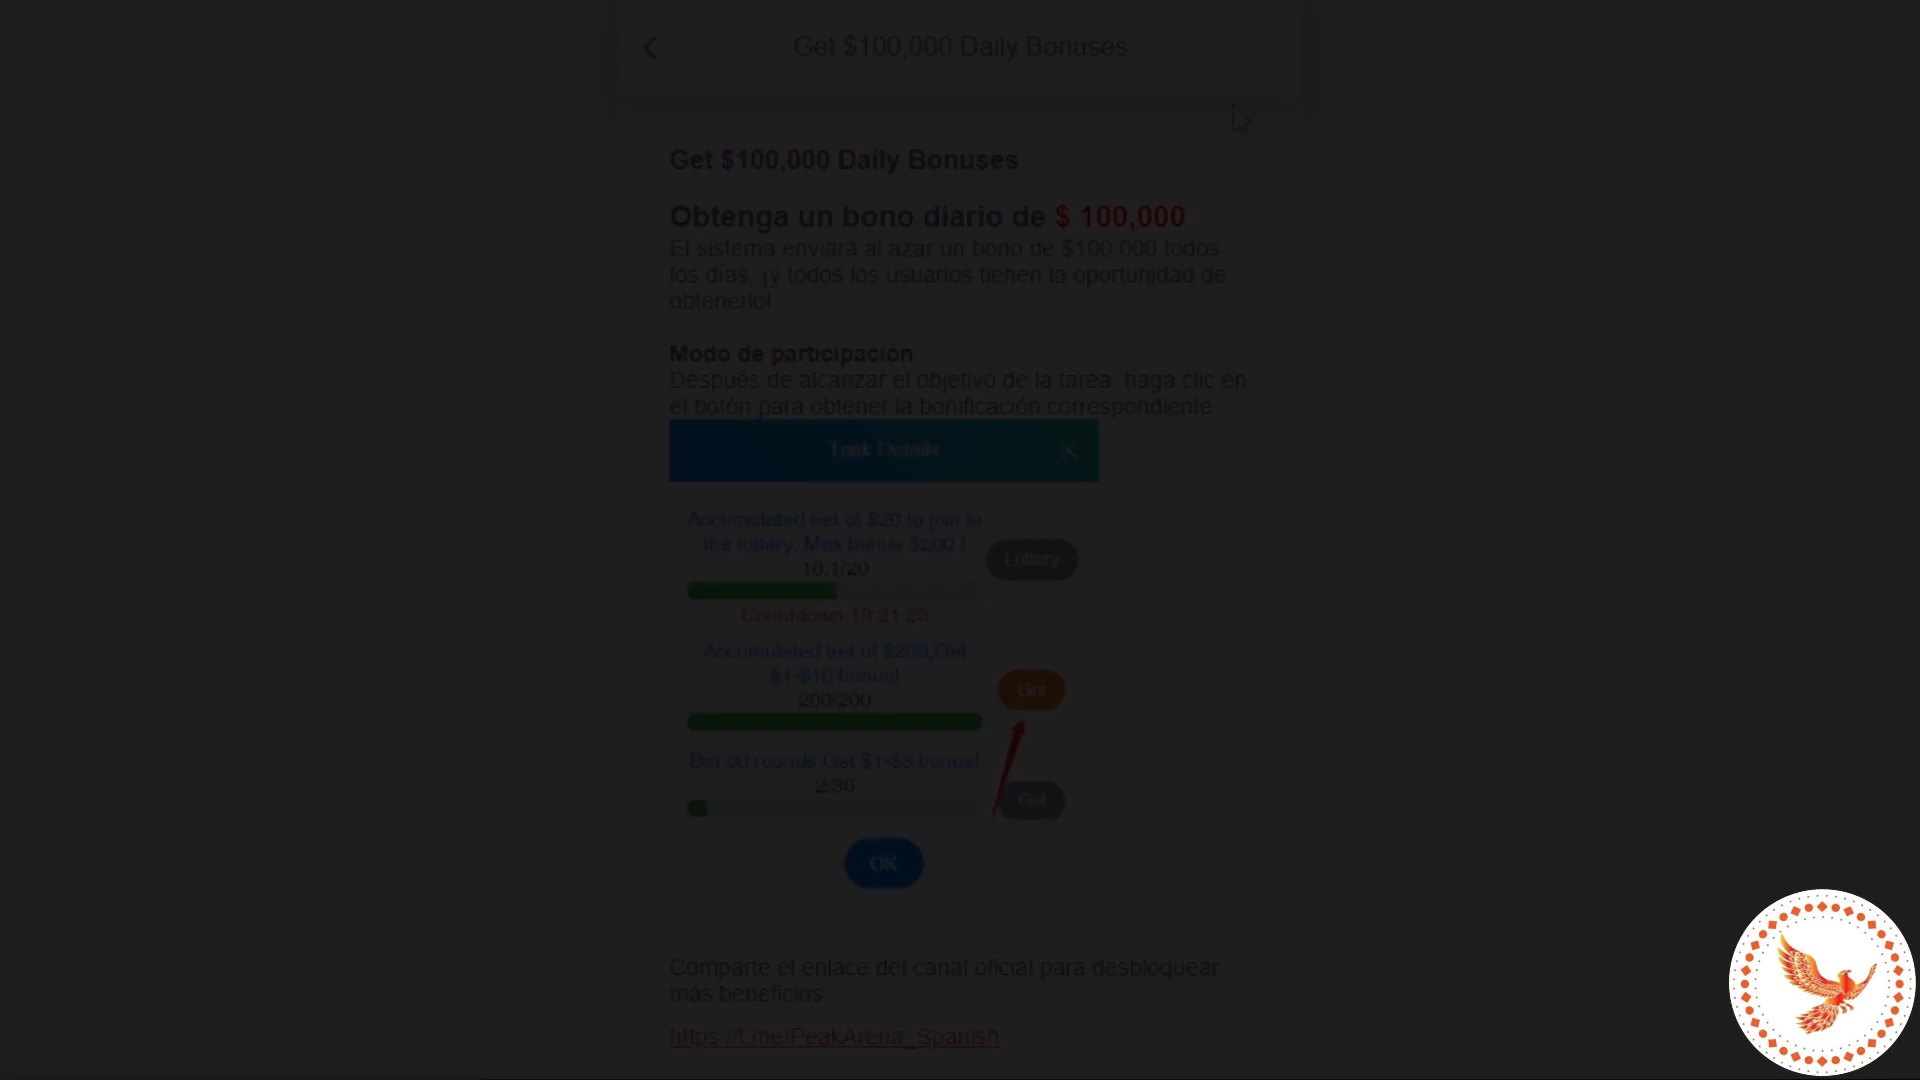 Get $100,000 Daily Bonuses
Get $100,000 Daily Bonuses
Obtenga un bono diario de $ 100,000
El sistema enviará al azar un bono de $100,000 todos
los días, ¡y todos los usuarios tienen la oportunidad de
obtenerlo!
Modo de participación
Después de alcanzar el objetivo de la tarea, haga clic en
el botón para obtener la bonificación correspondiente
Task Details
Accumulated bet of $20 to join in
the lottery. Max bonus $200 !
10.1/20
Lottery
Countdown 18:21:23
Accumulated bet of $200,Get
$1-$10 bonus!
200/200
Get
Bet 30 rounds,Get $1-$5 bonus!
2/30
Get
OK
Comparte el enlace del canal oficial para desbloquear
más beneficios
https://t.me/PeakArena_Spanish